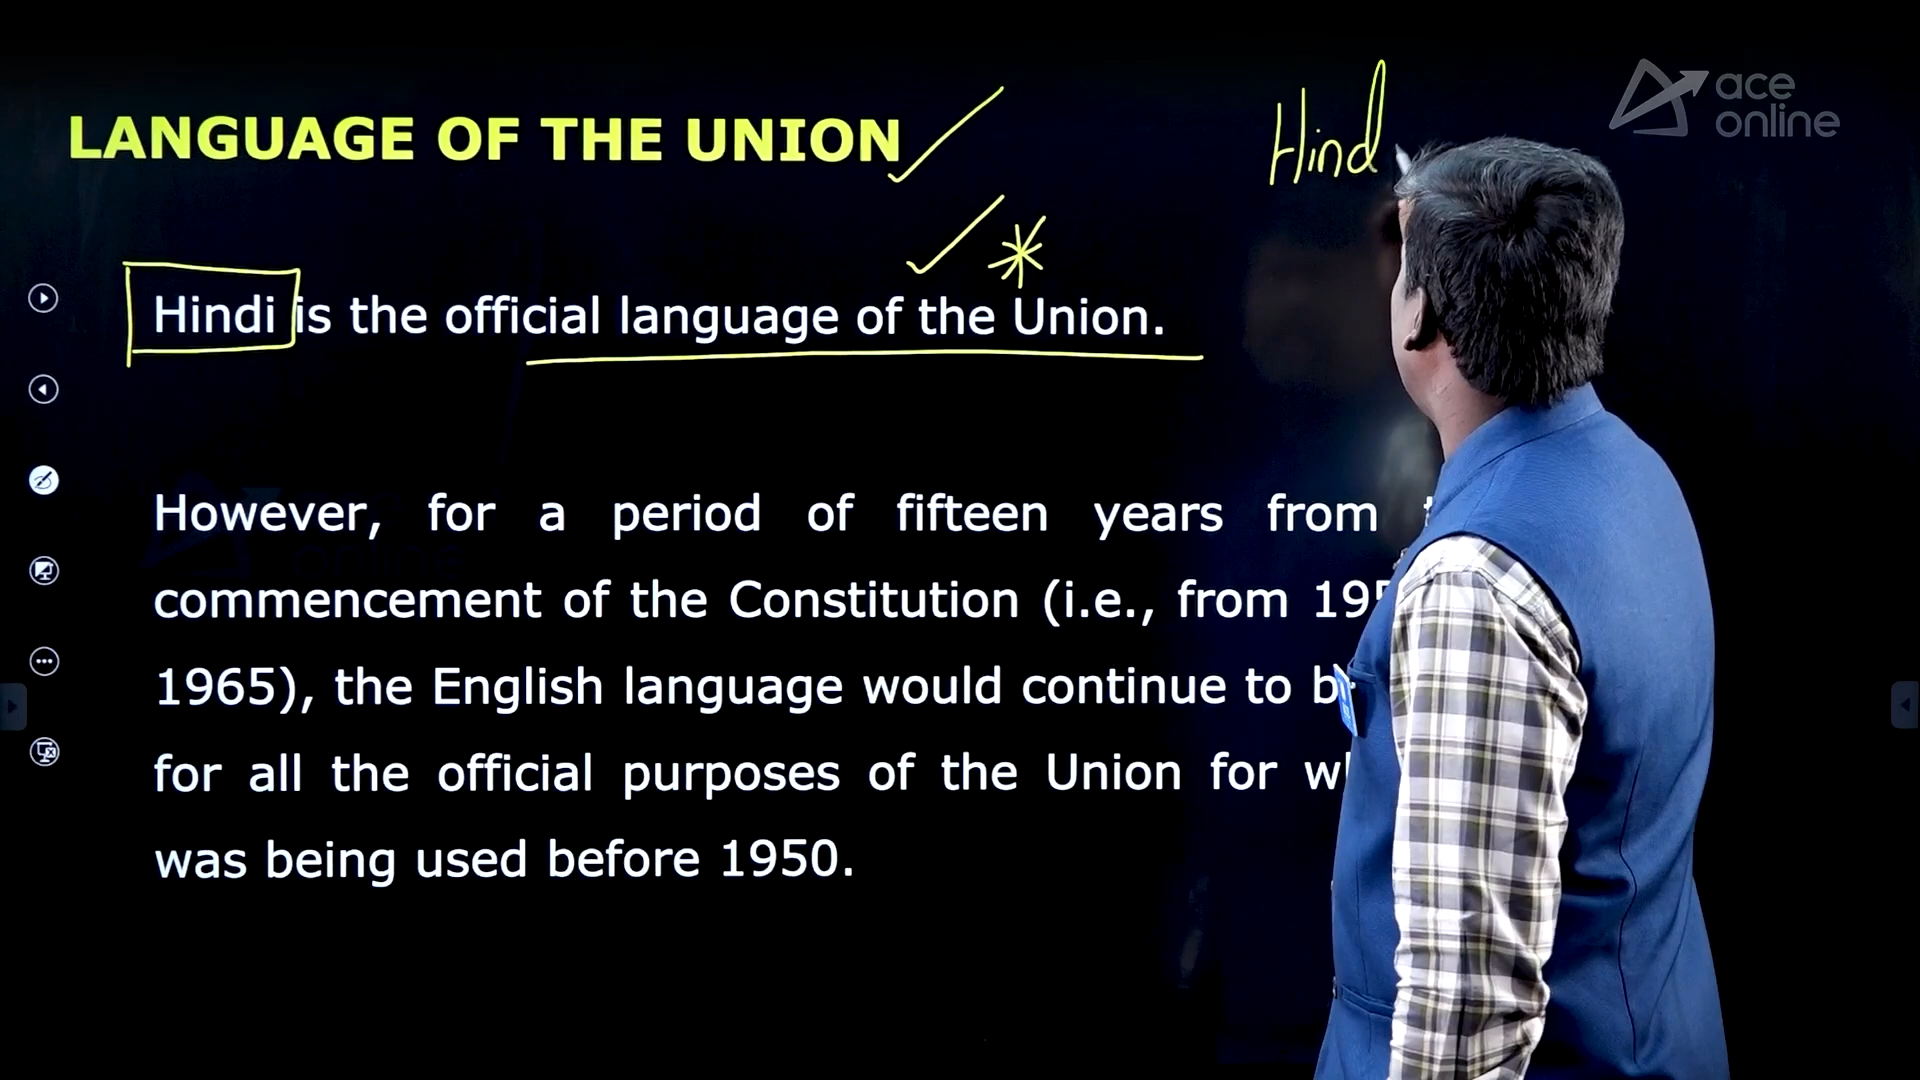 LANGUAGE OF THE UNION
Hind
ace
online
Hindi is the official language of the Union.
However, for a period of fifteen years from
commencement of the Constitution (i.e., from
1965), the English language would continue to
for all the official purposes of the Union for
was being used before 1950.